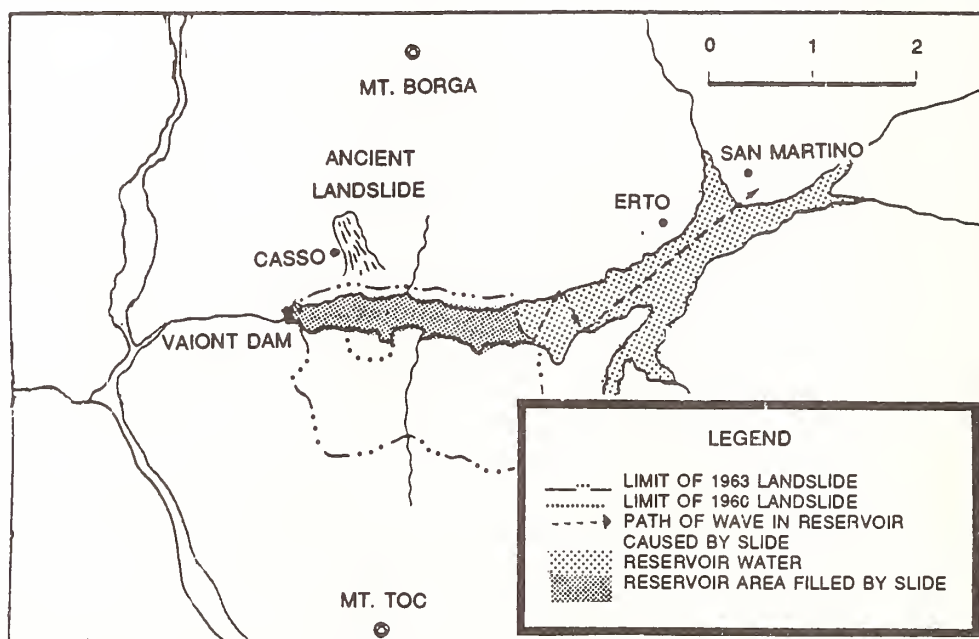 0 1 2
MT. BORGA
ANCIENT
LANDSLIDE
SAN MARTINO
ERTO
CASSO
VAIONT DAM
LEGEND
LIMIT OF 1963 LANDSLIDE
LIMIT OF 1960 LANDSLIDE
PATH OF WAVE IN RESERVOIR
CAUSED BY SLIDE
RESERVOIR WATER
RESERVOIR AREA FILLED BY SLIDE
MT. TOC